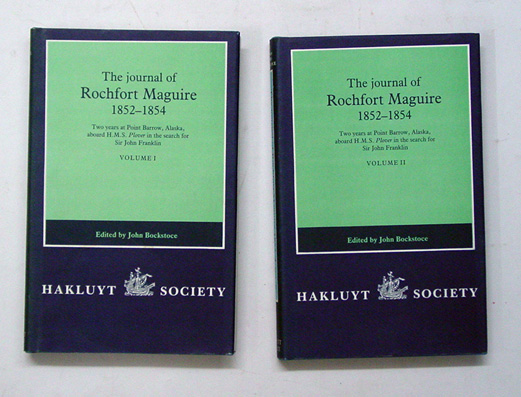 The journal of
Rochfort Maguire
1852–1854
Two years at Point Barrow, Alaska,
aboard H.M.S. Plover in the search for
Sir John Franklin
VOLUME I
Edited by John Bockstoce
HAKLUYT SOCIETY
The journal of
Rochfort Maguire
1852–1854
Two years at Point Barrow, Alaska,
aboard H.M.S. Plover in the search for
Sir John Franklin
VOLUME II
Edited by John Bockstoce
HAKLUYT SOCIETY